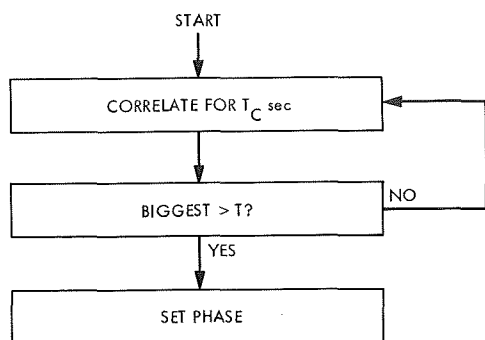 START
CORRELATE FOR T_C sec
BIGGEST > T?
NO
YES
SET PHASE